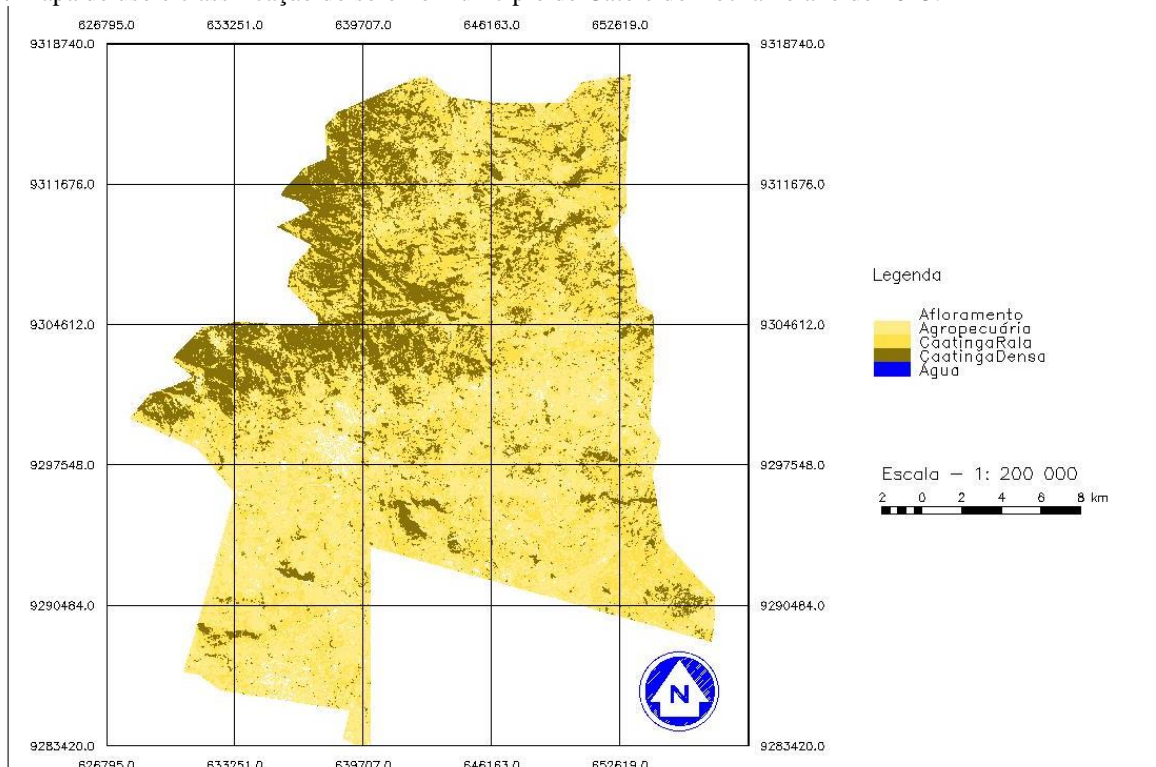 626795.0 633251.0 639707.0 646163.0 652619.0
9318740.0 9318740.0
9311676.0 9311676.0
Legenda
Afloramento
9304612.0 9304612.0
Agropecuária
CaatingaRala
CaatingaDensa
Água
9297548.0 9297548.0
Escala – 1: 200 000
2 0 2 4 6 8 km
9290484.0 9290484.0
N
9283420.0 9283420.0
626795.0 633251.0 639707.0 646163.0 652619.0